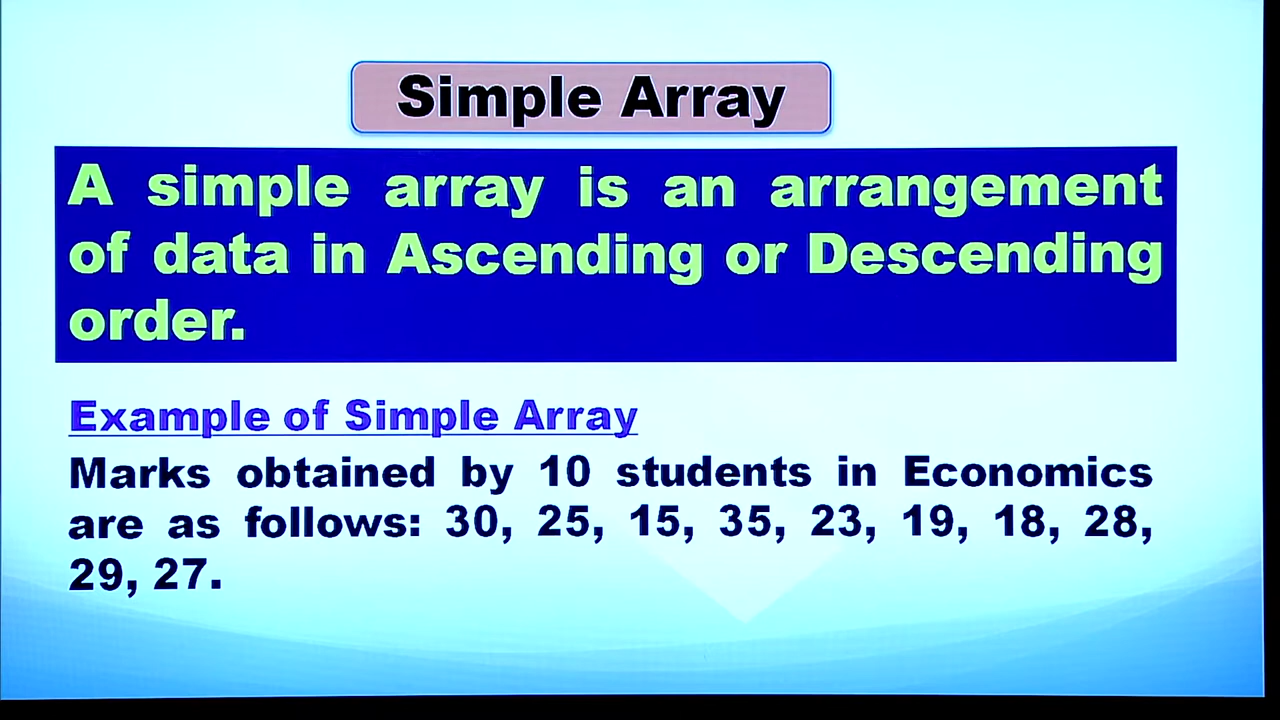 Simple Array
A simple array is an arrangement
of data in Ascending or Descending
order.
Example of Simple Array
Marks obtained by 10 students in Economics
are as follows: 30, 25, 15, 35, 23, 19, 18, 28,
29, 27.